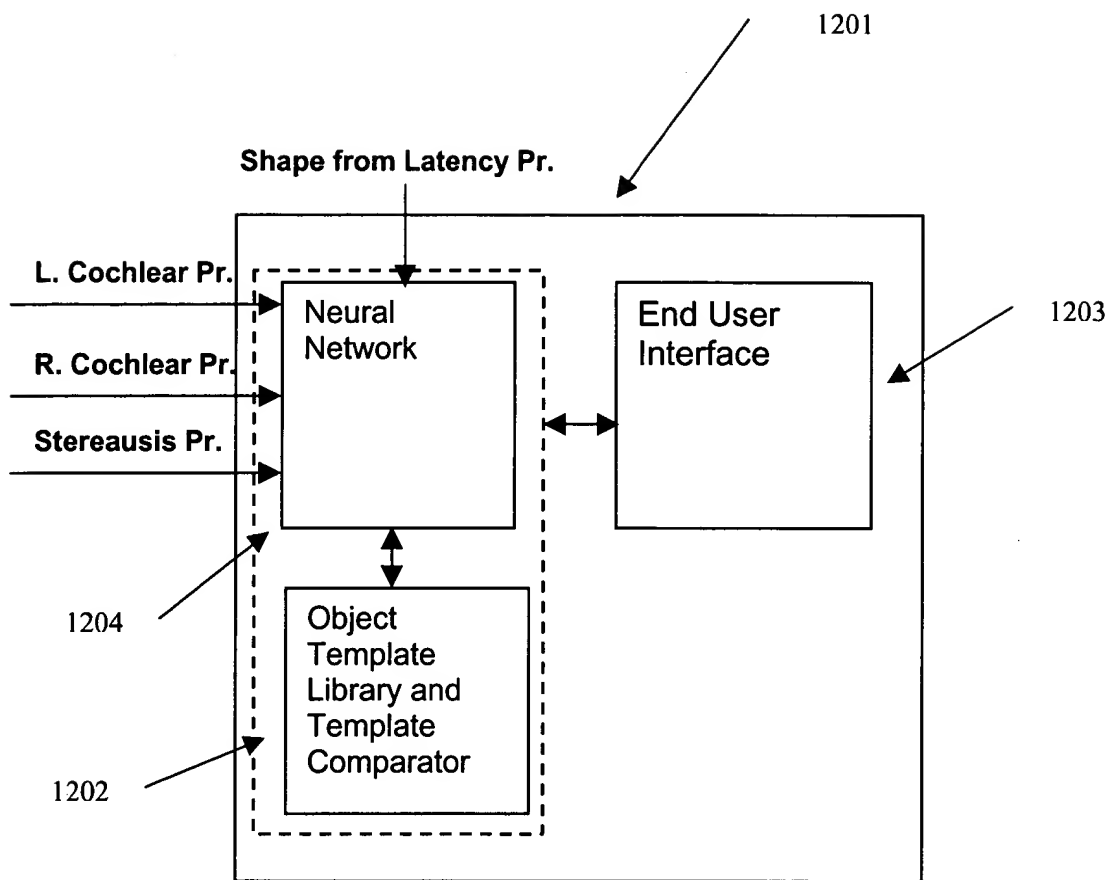 1201
Shape from Latency Pr.
L. Cochlear Pr.
R. Cochlear Pr.
Stereausis Pr.
Neural
Network
End User
Interface
1203
1204
Object
Template
Library and
Template
Comparator
1202